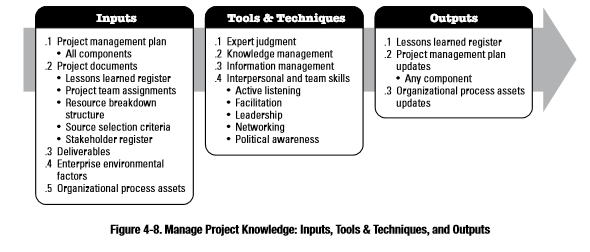 Inputs
.1 Project management plan
• All components
.2 Project documents
• Lessons learned register
• Project team assignments
• Resource breakdown
structure
• Source selection criteria
• Stakeholder register
.3 Deliverables
.4 Enterprise environmental
factors
.5 Organizational process assets
Tools & Techniques
.1 Expert judgment
.2 Knowledge management
.3 Information management
.4 Interpersonal and team skills
• Active listening
• Facilitation
• Leadership
• Networking
• Political awareness
Outputs
.1 Lessons learned register
.2 Project management plan
updates
• Any component
.3 Organizational process assets
updates
Figure 4-8. Manage Project Knowledge: Inputs, Tools & Techniques, and Outputs